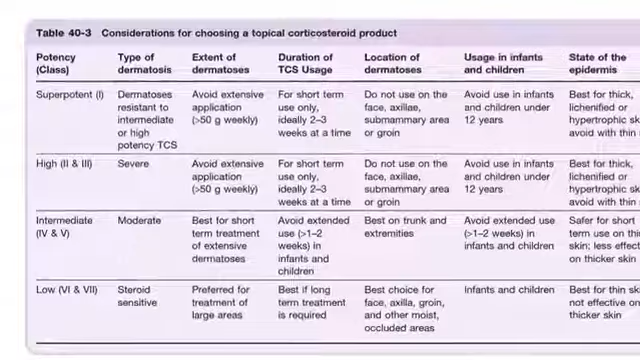 Table 40-3 Considerations for choosing a topical corticosteroid product
Potency (Class) Type of dermatosis Extent of dermatoses Duration of TCS Usage Location of dermatoses Usage in infants and children State of the epidermis
Superpotent (I) Dermatoses resistant to intermediate or high potency TCS Avoid extensive application (>50 g weekly) For short term use only, ideally 2–3 weeks at a time Do not use on the face, axillae, submammary area or groin Avoid use in infants and children under 12 years Best for thick, lichenified or hypertrophic avoid with thin
High (II & III) Severe Avoid extensive application (>50 g weekly) For short term use only, ideally 2–3 weeks at a time Do not use on the face, axillae, submammary area or groin Avoid use in infants and children under 12 years Best for thick, lichenified or hypertrophic avoid with thin
Intermediate (IV & V) Moderate Best for short term treatment of extensive dermatoses Avoid extended use (>1–2 weeks) in infants and children Best on trunk and extremities Avoid extended use (>1–2 weeks) in infants and children Safer for short term use on skin; less on thicker skin
Low (VI & VII) Steroid sensitive Preferred for treatment of large areas Best if long term treatment is required Best choice for face, axilla, groin, and other moist, occluded areas Infants and children Best for thin not effective on thicker skin